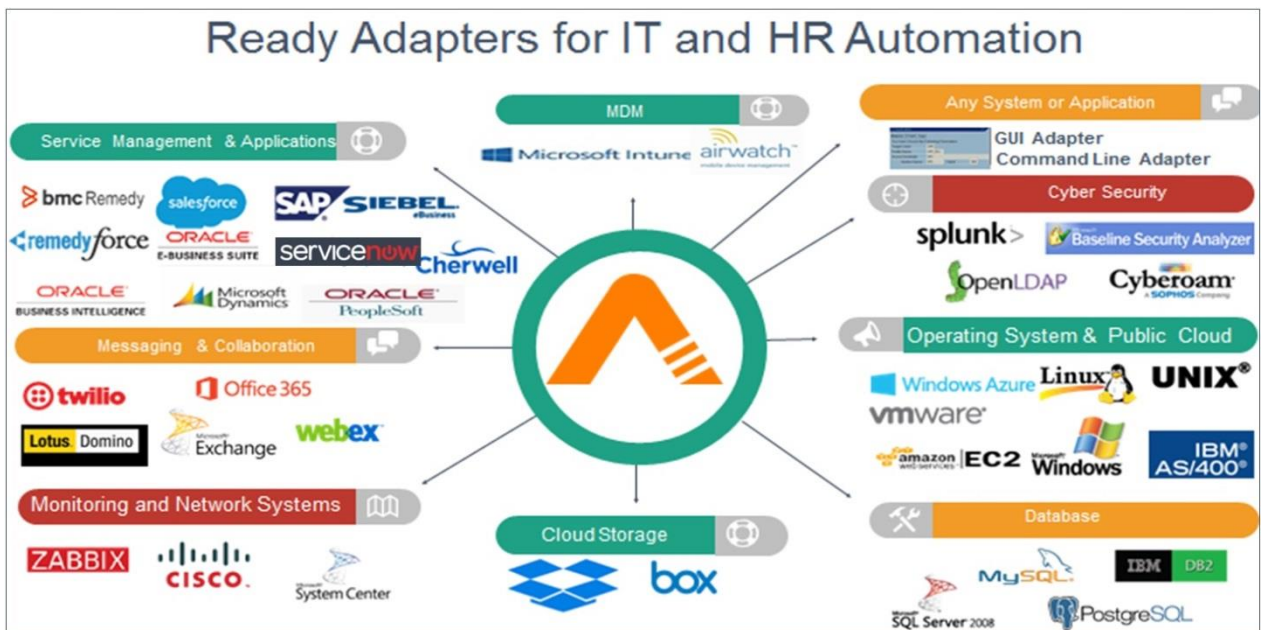 Ready Adapters for IT and HR Automation
Service Management & Applications
bmc Remedy
salesforce
SAP
SIEBEL.
eBusiness
remedyforce
ORACLE
E-BUSINESS SUITE
servicenow
Cherwell
ORACLE
BUSINESS INTELLIGENCE
Microsoft
Dynamics
ORACLE
PeopleSoft
MDM
Microsoft Intune
airwatch™
mobile device management
Any System or Application
GUI Adapter
Command Line Adapter
Cyber Security
splunk>
Baseline Security Analyzer
OpenLDAP
Cyberoam
A SOPHOS Company
Messaging & Collaboration
twilio
Office 365
Lotus. Domino
Microsoft
Exchange
webex
Operating System & Public Cloud
Windows Azure
Linux
UNIX®
vmware
amazon
web services
EC2
Microsoft
Windows
IBM®
AS/400®
Monitoring and Network Systems
ZABBIX
CISCO.
Microsoft
System Center
Cloud Storage
box
Database
MySQL
IBM DB2
Microsoft
SQL Server 2008
PostgreSQL